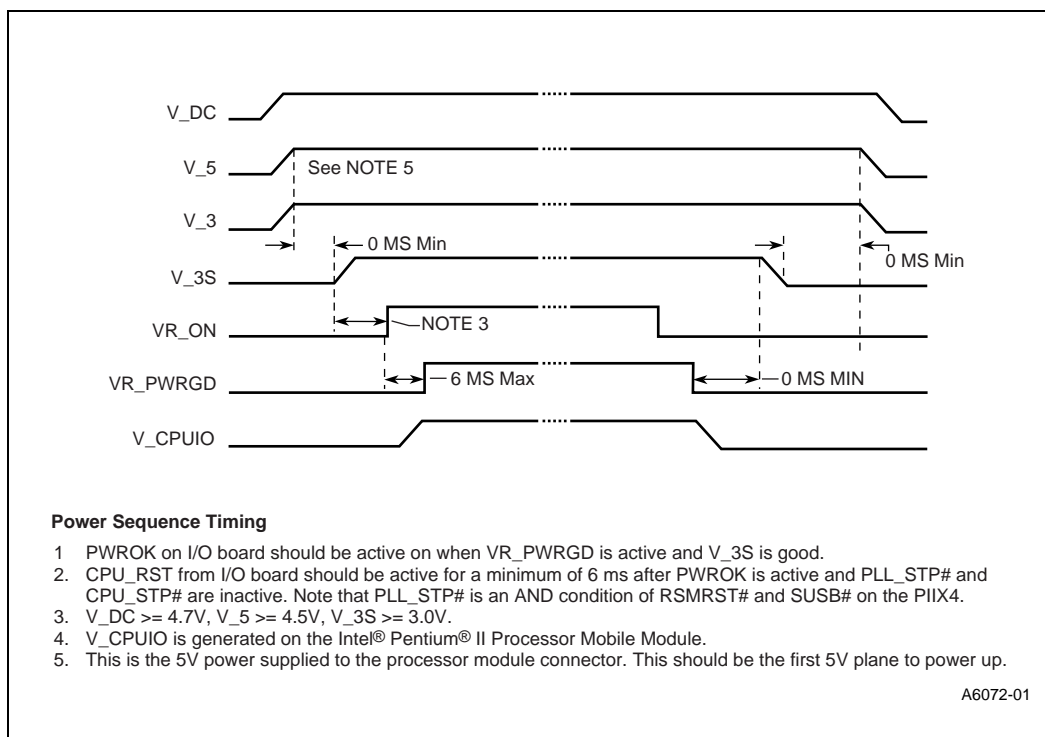 V_DC
V_5
See NOTE 5
V_3
0 MS Min
0 MS Min
V_3S
VR_ON
NOTE 3
VR_PWRGD
6 MS Max
0 MS MIN
V_CPUIO
Power Sequence Timing
1 PWROK on I/O board should be active on when VR_PWRGD is active and V_3S is good.
2. CPU_RST from I/O board should be active for a minimum of 6 ms after PWROK is active and PLL_STP# and
CPU_STP# are inactive. Note that PLL_STP# is an AND condition of RSMRST# and SUSB# on the PIIX4.
3. V_DC >= 4.7V, V_5 >= 4.5V, V_3S >= 3.0V.
4. V_CPUIO is generated on the Intel® Pentium® II Processor Mobile Module.
5. This is the 5V power supplied to the processor module connector. This should be the first 5V plane to power up.
A6072-01